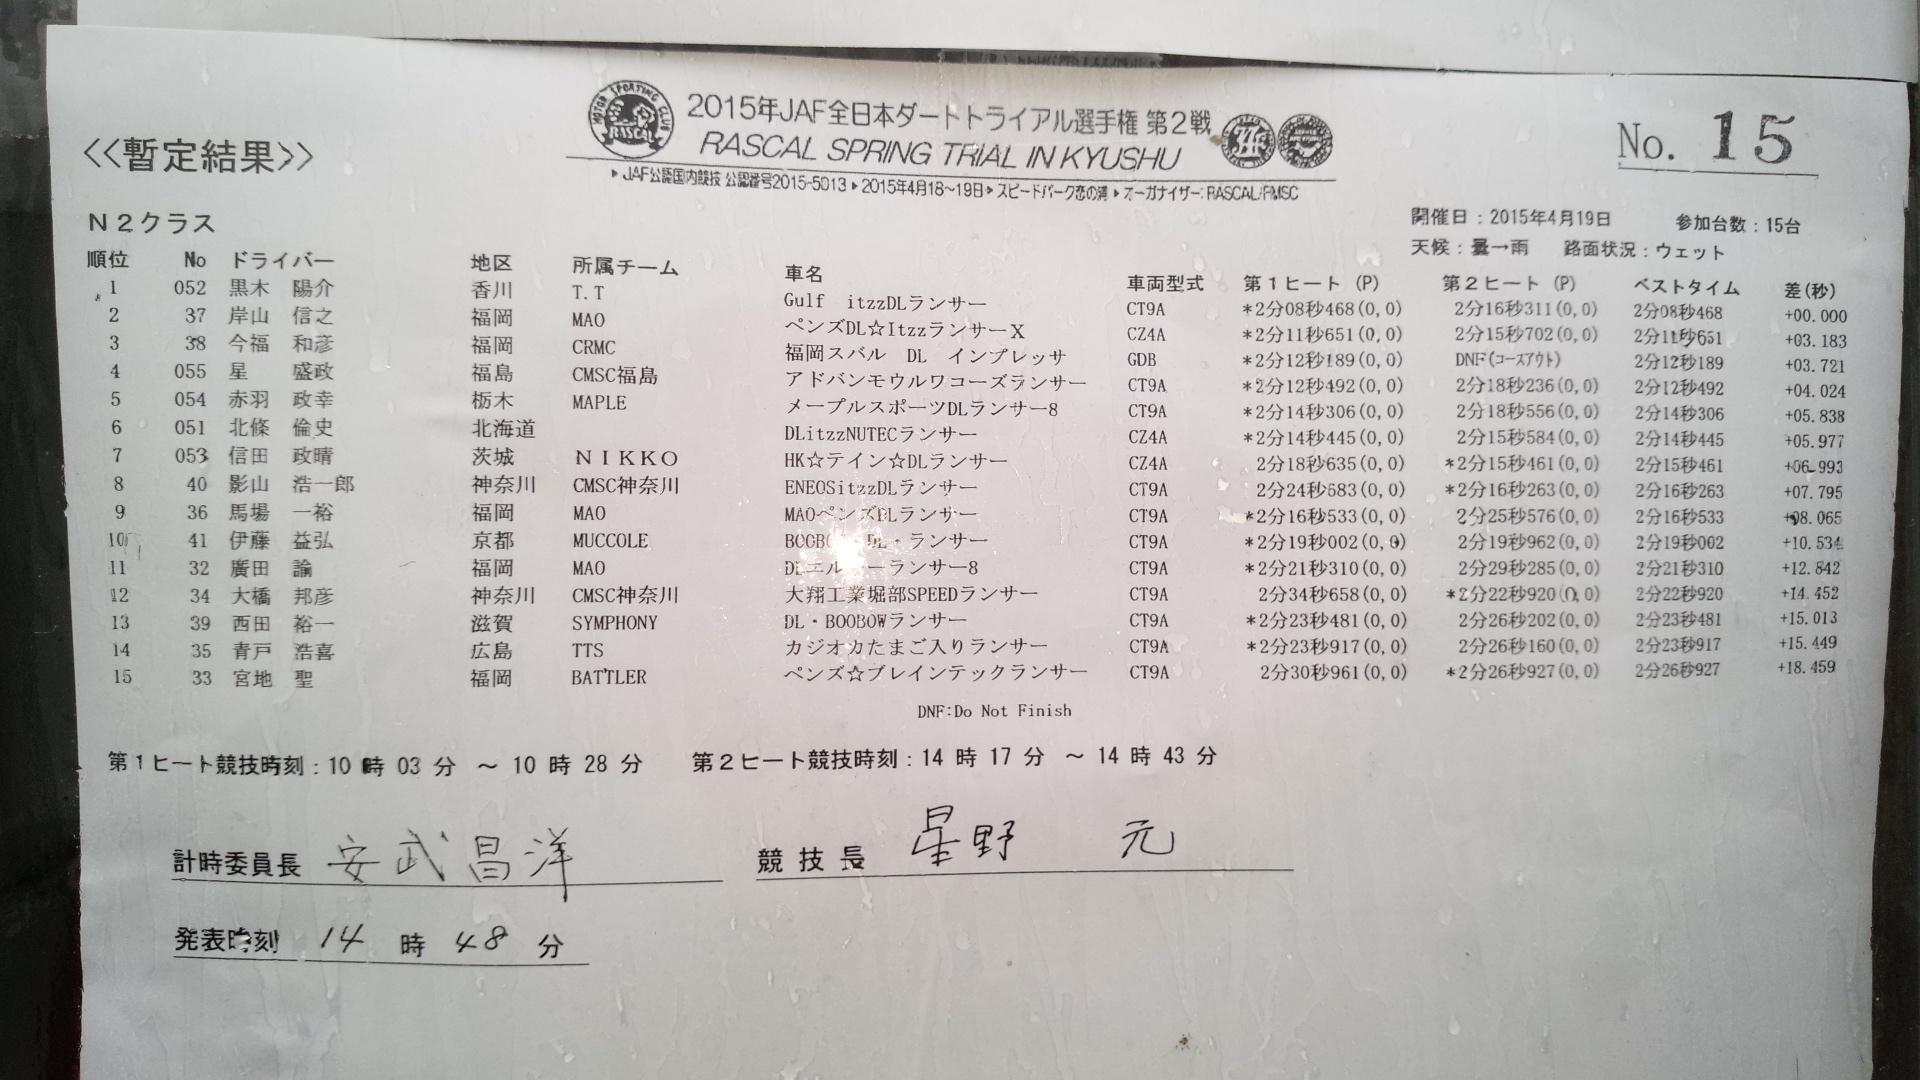 2015年JAF全日本ダートトライアル選手権 第2戦
RASCAL SPRING TRIAL IN KYUSHU
MOTOR SPORTING CLUB RASCAL
<<暫定結果>>
No. 15
▶JAF公認国内競技 公認番号2015-5013▶2015年4月18~19日▶スピードパーク恋の浦▶オーガナイザー:RASCAL/FMSC
N2クラス
開催日:2015年4月19日 参加台数:15台
天候:曇→雨 路面状況:ウェット
順位 No ドライバー 地区 所属チーム 車名 車両型式 第1ヒート (P) 第2ヒート (P) ベストタイム 差(秒)
1 052 黒木 陽介 香川 T.T Gulf itzzDLランサー CT9A *2分08秒468(0,0) 2分16秒311(0,0) 2分08秒468 +00.000
2 37 岸山 信之 福岡 MAO ペンズDL☆Itzzランサーx CZ4A *2分11秒651(0,0) 2分15秒702(0,0) 2分11秒651 +03.183
3 38 今福 和彦 福岡 CRMC 福岡スバル DL インプレッサ GDB *2分12秒189(0,0) DNF(コースアウト) 2分12秒189 +03.721
4 055 星 盛政 福島 CMSC福島 アドバンモウルワコーズランサー CT9A *2分12秒492(0,0) 2分18秒236(0,0) 2分12秒492 +04.024
5 054 赤羽 政幸 栃木 MAPLE メープルスポーツDLランサー8 CT9A *2分14秒306(0,0) 2分18秒556(0,0) 2分14秒306 +05.838
6 051 北條 倫史 北海道 DLitzzNUTECランサー CZ4A *2分14秒445(0,0) 2分15秒584(0,0) 2分14秒445 +05.977
7 053 信田 政晴 茨城 NIKKO HK☆テイン☆DLランサー CZ4A 2分18秒635(0,0) *2分15秒461(0,0) 2分15秒461 +06.993
8 40 影山 浩一郎 神奈川 CMSC神奈川 ENEOSitzzDLランサー CT9A 2分24秒583(0,0) *2分16秒263(0,0) 2分16秒263 +07.795
9 36 馬場 一裕 福岡 MAO MAOペンズDLランサー CT9A *2分16秒533(0,0) 2分25秒576(0,0) 2分16秒533 +08.065
10 41 伊藤 益弘 京都 MUCCOLE DL・ランサー CT9A *2分19秒002(0,0) 2分19秒962(0,0) 2分19秒002 +10.534
11 32 廣田 諭 福岡 MAO ランサー8 CT9A *2分21秒310(0,0) 2分29秒285(0,0) 2分21秒310 +12.842
12 34 大橋 邦彦 神奈川 CMSC神奈川 大翔工業堀部SPEEDランサー CT9A 2分34秒658(0,0) *2分22秒920(0,0) 2分22秒920 +14.452
13 39 西田 裕一 滋賀 SYMPHONY DL・BOOBOWランサー CT9A *2分23秒481(0,0) 2分26秒202(0,0) 2分23秒481 +15.013
14 35 青戸 浩喜 広島 TTS カジオカたまご入りランサー CT9A *2分23秒917(0,0) 2分26秒160(0,0) 2分23秒917 +15.449
15 33 宮地 聖 福岡 BATTLER ペンズ☆ブレインテックランサー CT9A 2分30秒961(0,0) *2分26秒927(0,0) 2分26秒927 +18.459
DNF:Do Not Finish
第1ヒート競技時刻:10 時 03 分 ~ 10 時 28 分 第2ヒート競技時刻:14 時 17 分 ~ 14 時 43 分
計時委員長 安武昌洋 競技長 星野 元
発表時刻 14 時 48 分